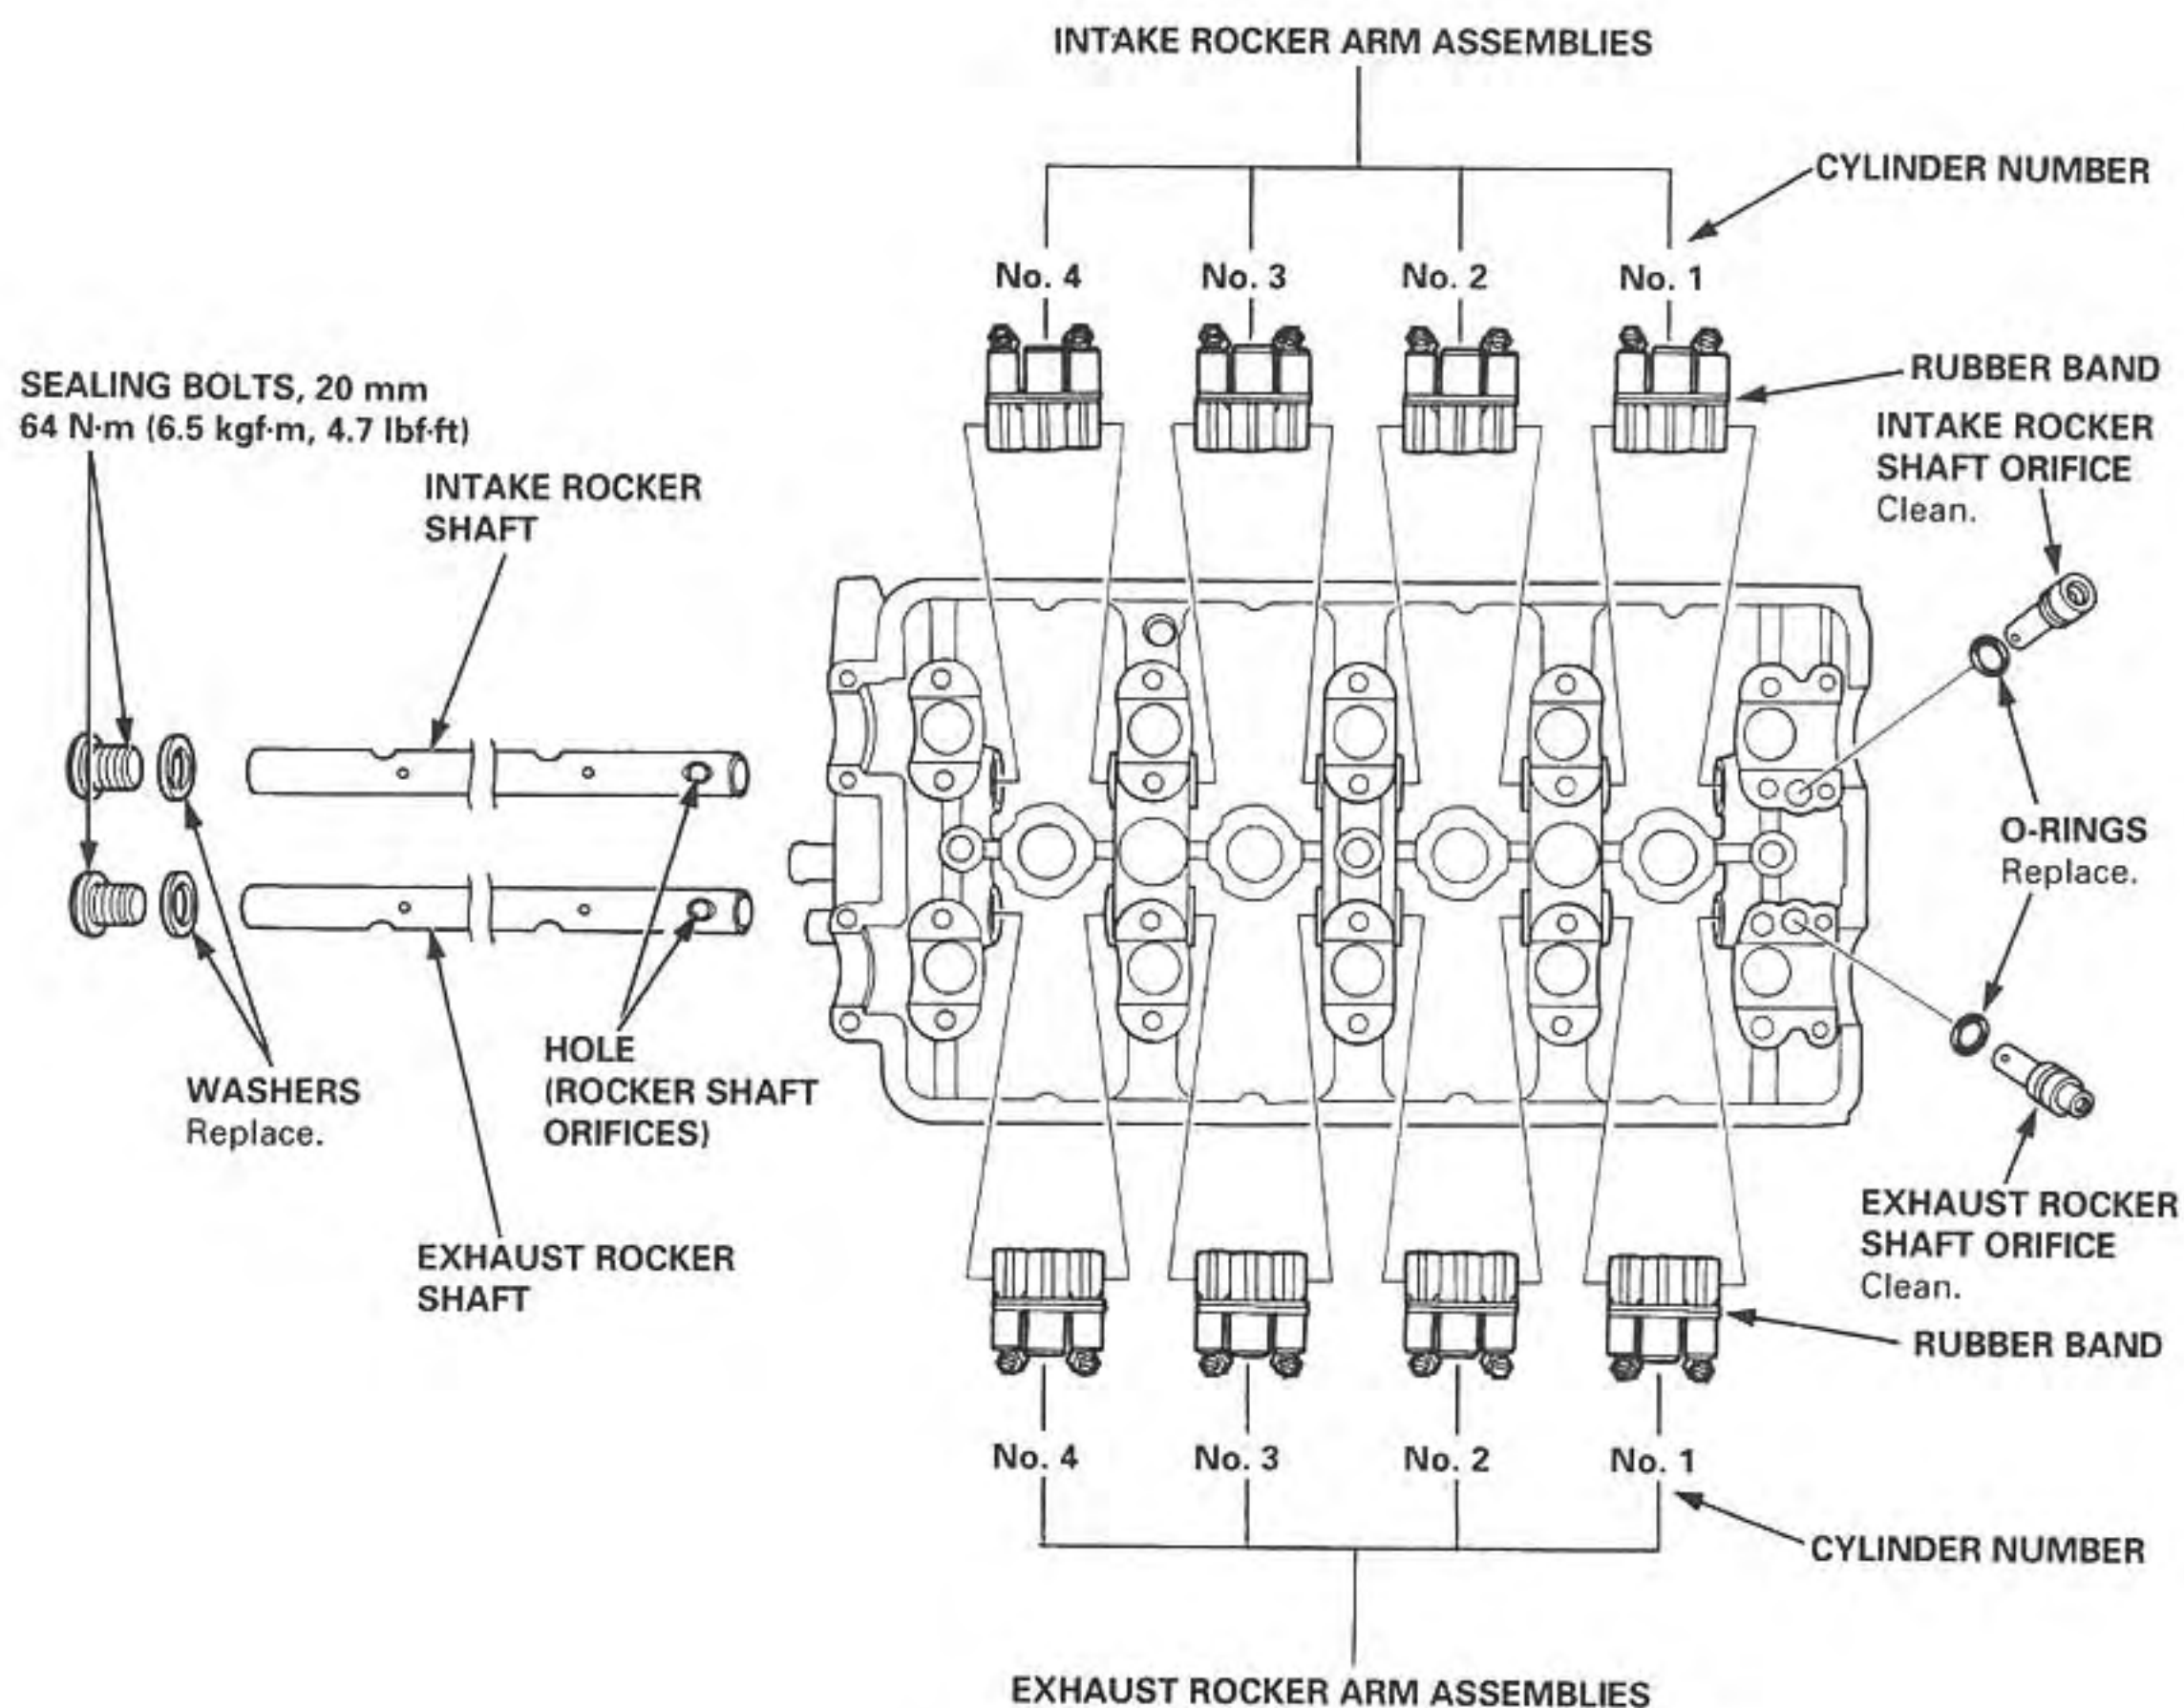 INTAKE ROCKER ARM ASSEMBLIES
CYLINDER NUMBER
No. 4
No. 3
No. 2
No. 1
RUBBER BAND
SEALING BOLTS, 20 mm
64 N·m (6.5 kgf·m, 4.7 lbf·ft)
INTAKE ROCKER
SHAFT
INTAKE ROCKER
SHAFT ORIFICE
Clean.
O-RINGS
Replace.
HOLE
(ROCKER SHAFT
ORIFICES)
WASHERS
Replace.
EXHAUST ROCKER
SHAFT
EXHAUST ROCKER
SHAFT ORIFICE
Clean.
RUBBER BAND
No. 4
No. 3
No. 2
No. 1
CYLINDER NUMBER
EXHAUST ROCKER ARM ASSEMBLIES